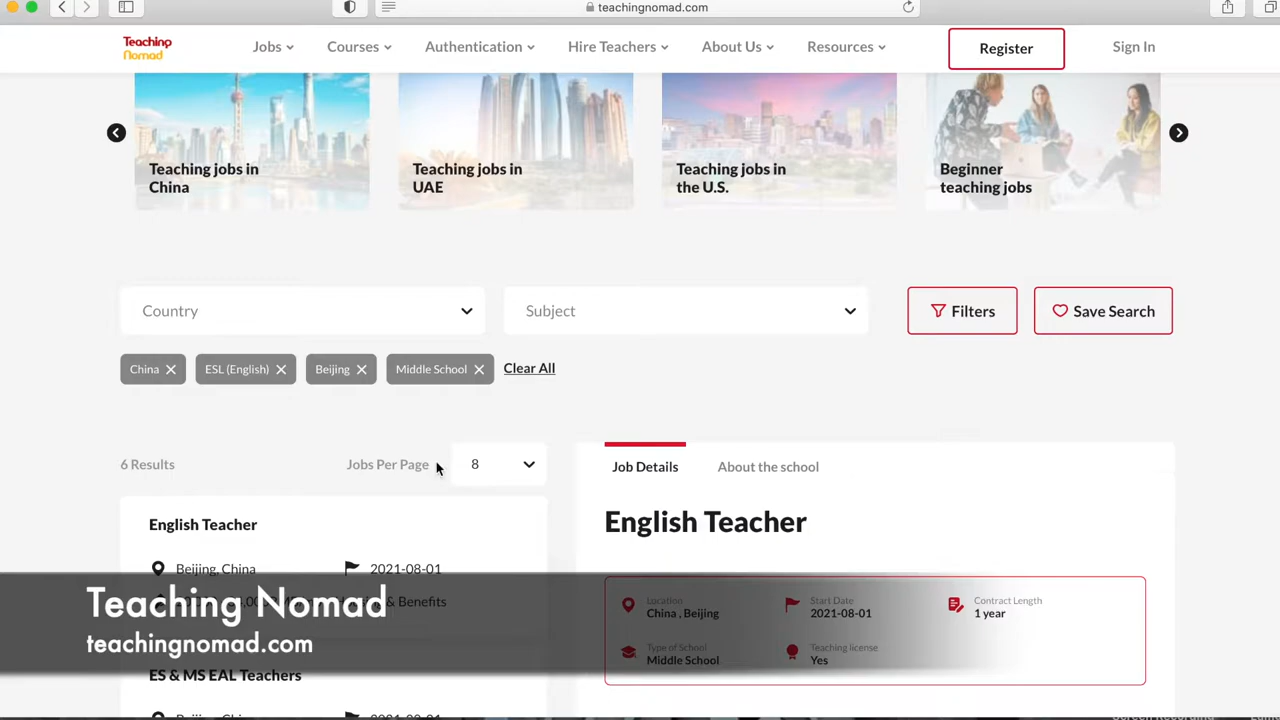 teachingnomad.com
Teaching
Nomad
Jobs
Courses
Authentication
Hire Teachers
About Us
Resources
Register
Sign In
Teaching jobs in
China
Teaching jobs in
UAE
Teaching jobs in
the U.S.
Beginner
teaching jobs
Country
Subject
Filters
Save Search
China
ESL (English)
Beijing
Middle School
Clear All
6 Results
Jobs Per Page
8
Job Details
About the school
English Teacher
Beijing, China
2021-08-01
& Benefits
ES & MS EAL Teachers
English Teacher
Location
China , Beijing
Start Date
2021-08-01
Contract Length
1 year
Type of School
Middle School
Teaching license
Yes
Teaching Nomad
teachingnomad.com